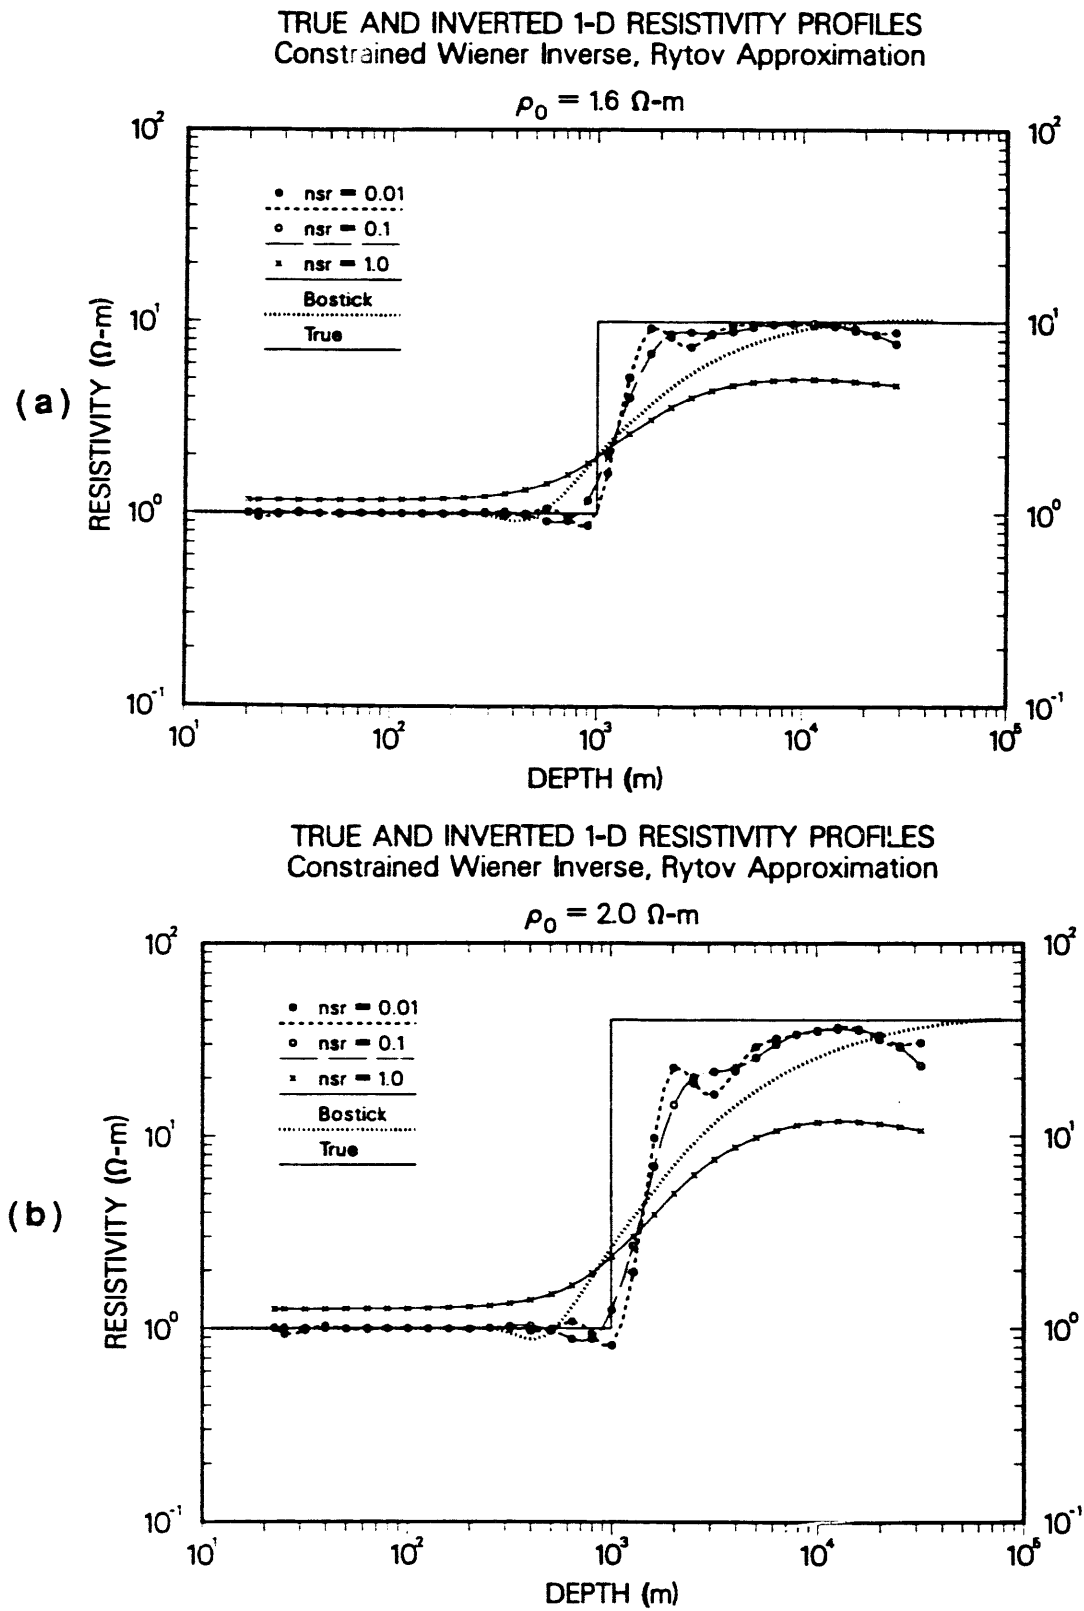 TRUE AND INVERTED 1-D RESISTIVITY PROFILES
Constrained Wiener Inverse, Rytov Approximation
ρ₀ = 1.6 Ω-m
10² 10²
nsr = 0.01
nsr = 0.1
nsr = 1.0
Bostick
True
10¹ 10¹
(a)
RESISTIVITY (Ω-m)
10⁰ 10⁰
10⁻¹ 10⁻¹
10¹ 10² 10³ 10⁴ 10⁵
DEPTH (m)
TRUE AND INVERTED 1-D RESISTIVITY PROFILES
Constrained Wiener Inverse, Rytov Approximation
ρ₀ = 2.0 Ω-m
10² 10²
nsr = 0.01
nsr = 0.1
nsr = 1.0
Bostick
True
10¹ 10¹
(b)
RESISTIVITY (Ω-m)
10⁰ 10⁰
10⁻¹ 10⁻¹
10¹ 10² 10³ 10⁴ 10⁵
DEPTH (m)